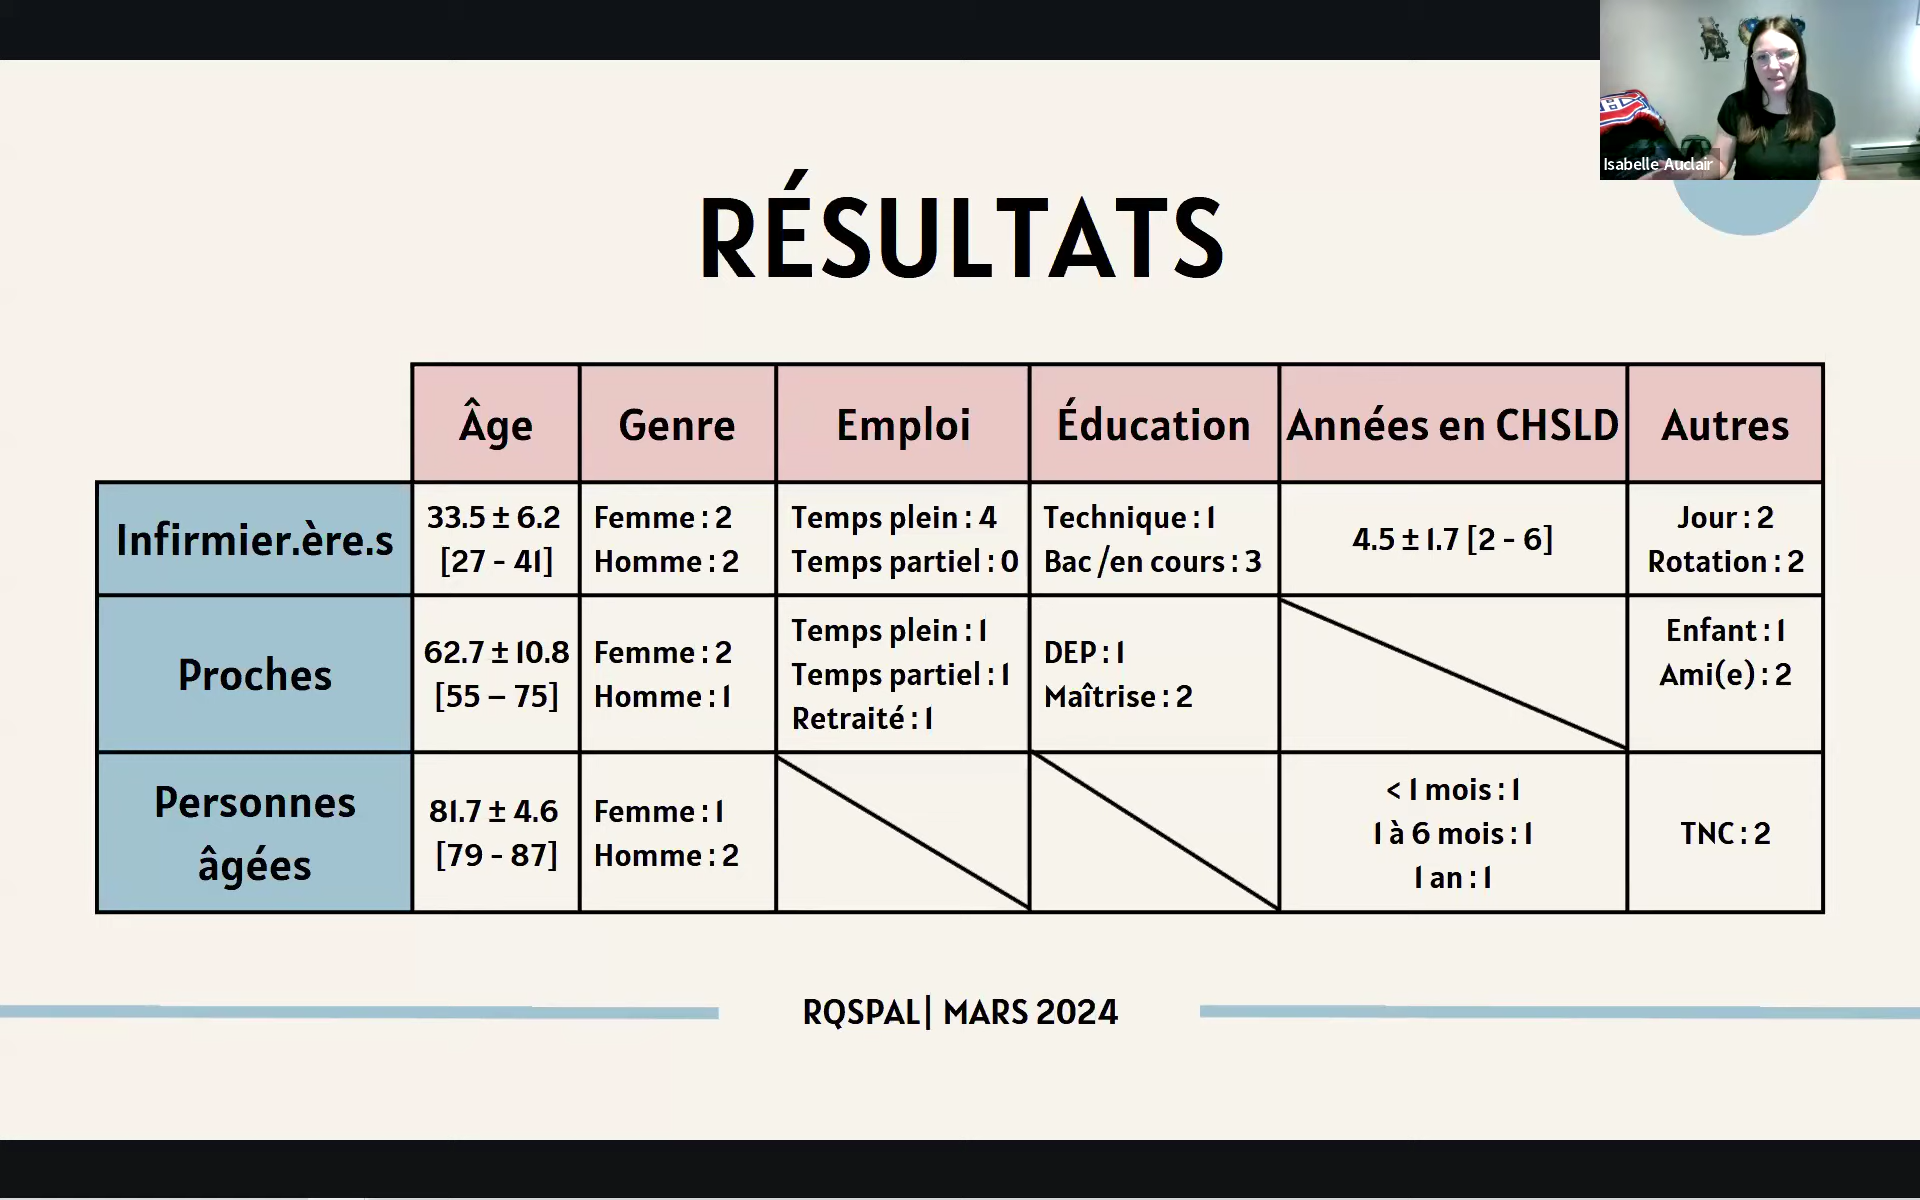 Isabelle Auclair
RÉSULTATS
Âge
Genre
Emploi
Éducation
Années en CHSLD
Autres
Infirmier.ère.s
33.5 ± 6.2
[27 - 41]
Femme : 2
Homme : 2
Temps plein : 4
Temps partiel : 0
Technique : 1
Bac /en cours : 3
4.5 ± 1.7 [2 - 6]
Jour : 2
Rotation : 2
Proches
62.7 ± 10.8
[55 – 75]
Femme : 2
Homme : 1
Temps plein : 1
Temps partiel : 1
Retraité : 1
DEP : 1
Maîtrise : 2
Enfant : 1
Ami(e) : 2
Personnes
âgées
81.7 ± 4.6
[79 - 87]
Femme : 1
Homme : 2
< 1 mois : 1
1 à 6 mois : 1
1 an : 1
TNC : 2
RQSPAL| MARS 2024